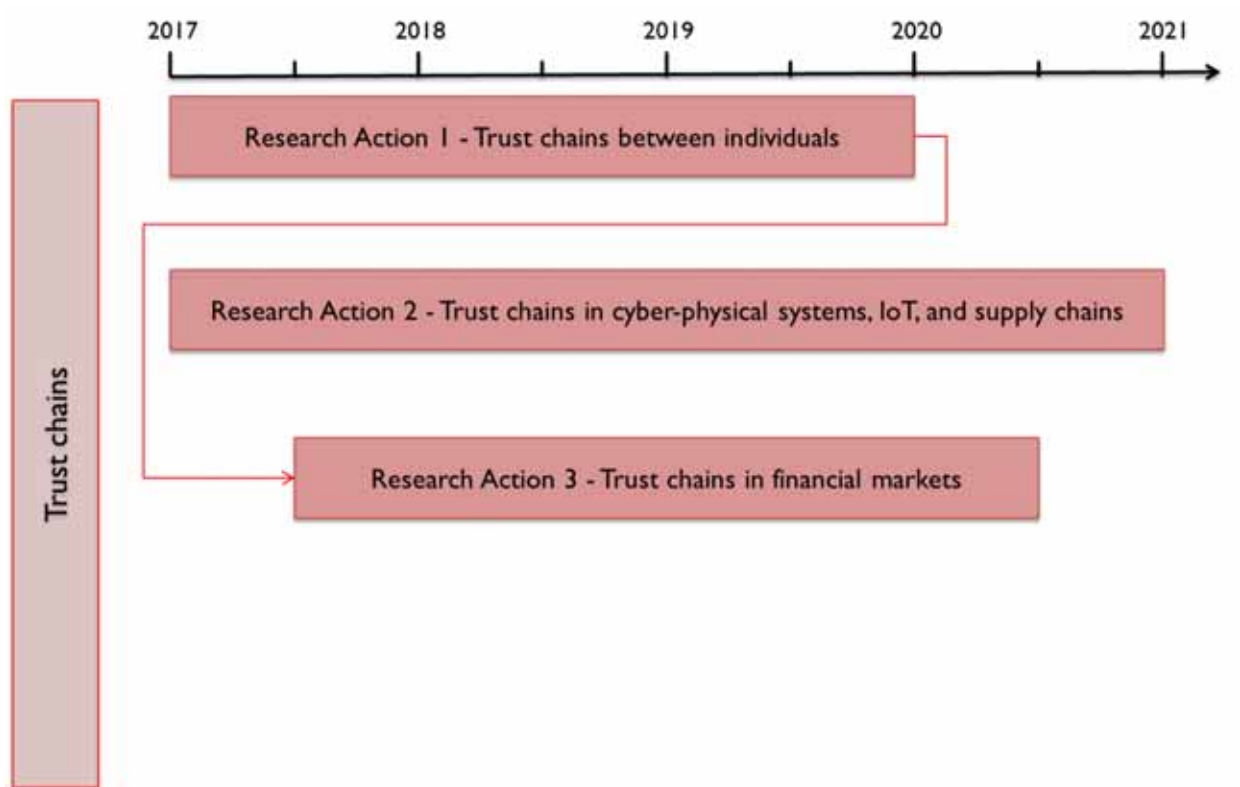 2017 2018 2019 2020 2021
Research Action 1 - Trust chains between individuals
Research Action 2 - Trust chains in cyber-physical systems, IoT, and supply chains
Trust chains
Research Action 3 - Trust chains in financial markets